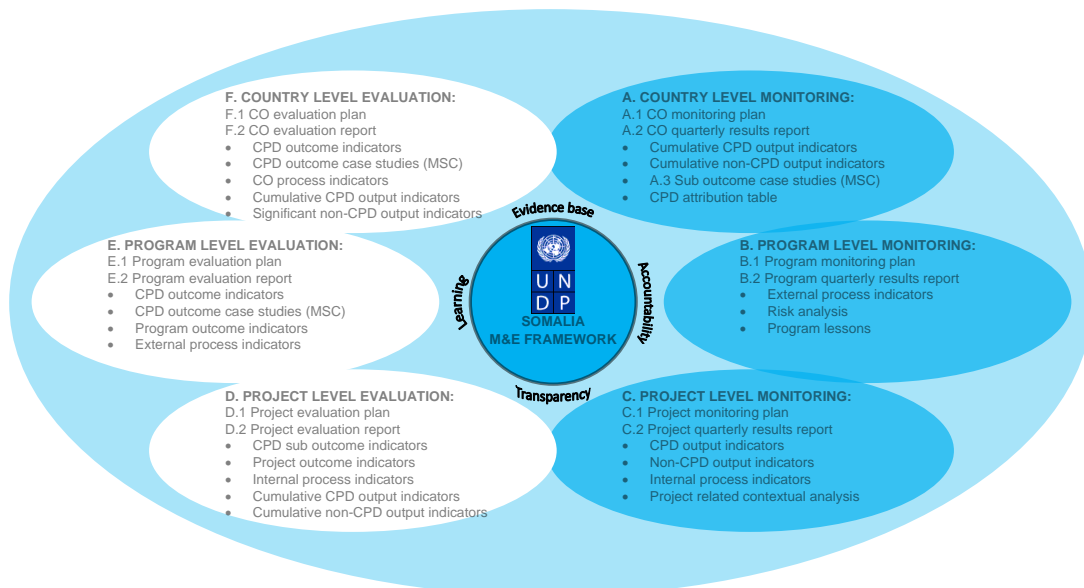 F. COUNTRY LEVEL EVALUATION:
F.1 CO evaluation plan
F.2 CO evaluation report
• CPD outcome indicators
• CPD outcome case studies (MSC)
• CO process indicators
• Cumulative CPD output indicators
• Significant non-CPD output indicators
A. COUNTRY LEVEL MONITORING:
A.1 CO monitoring plan
A.2 CO quarterly results report
• Cumulative CPD output indicators
• Cumulative non-CPD output indicators
• A.3 Sub outcome case studies (MSC)
• CPD attribution table
E. PROGRAM LEVEL EVALUATION:
E.1 Program evaluation plan
E.2 Program evaluation report
• CPD outcome indicators
• CPD outcome case studies (MSC)
• Program outcome indicators
• External process indicators
Evidence base
Learning
Accountability
Transparency
U N
D P
SOMALIA
M&E FRAMEWORK
B. PROGRAM LEVEL MONITORING:
B.1 Program monitoring plan
B.2 Program quarterly results report
• External process indicators
• Risk analysis
• Program lessons
D. PROJECT LEVEL EVALUATION:
D.1 Project evaluation plan
D.2 Project evaluation report
• CPD sub outcome indicators
• Project outcome indicators
• Internal process indicators
• Cumulative CPD output indicators
• Cumulative non-CPD output indicators
C. PROJECT LEVEL MONITORING:
C.1 Project monitoring plan
C.2 Project quarterly results report
• CPD output indicators
• Non-CPD output indicators
• Internal process indicators
• Project related contextual analysis